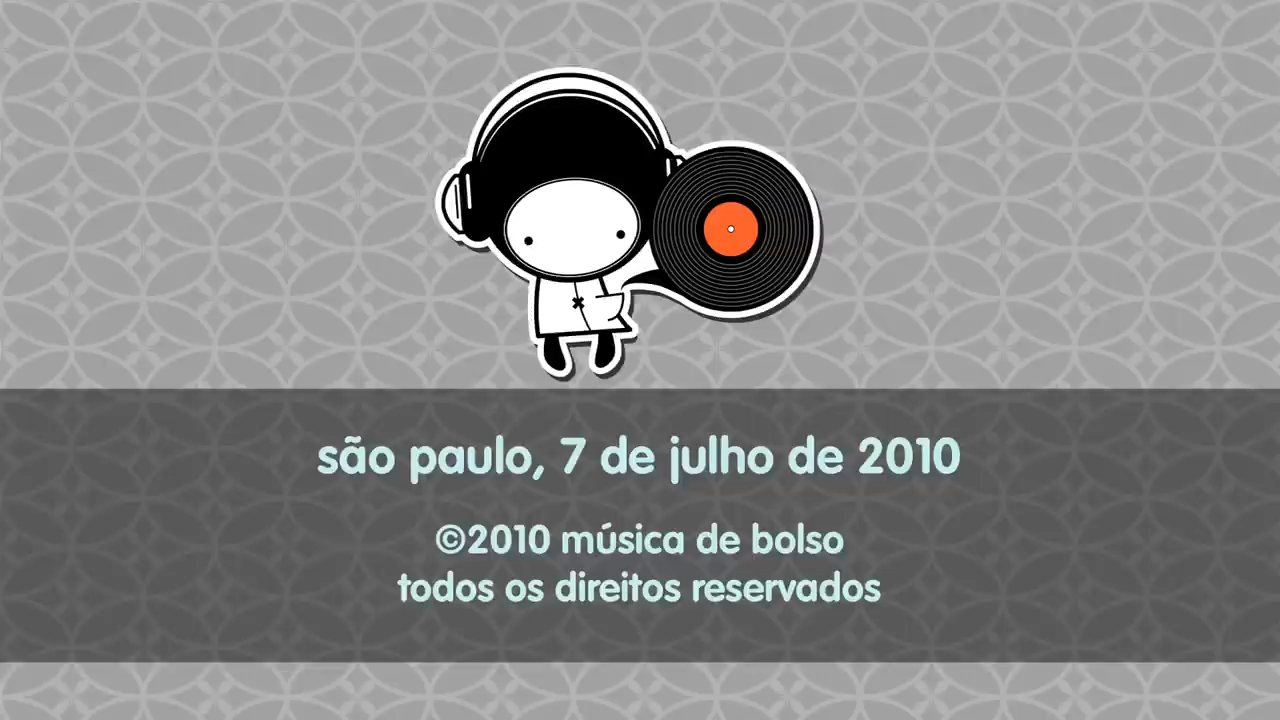 são paulo, 7 de julho de 2010
©2010 música de bolso
todos os direitos reservados